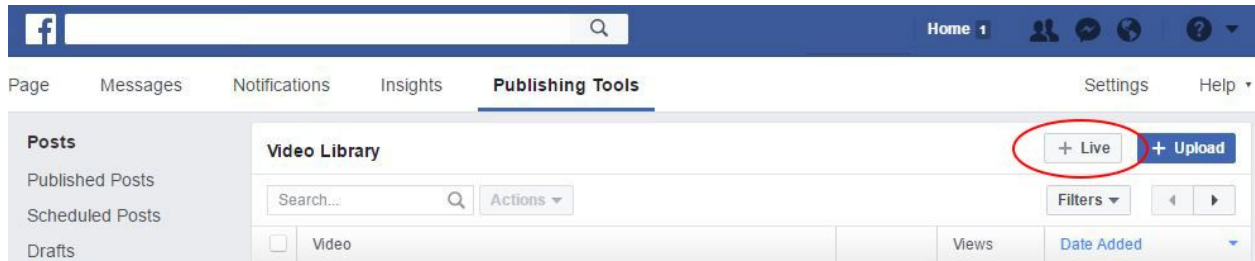 f
Home 1 ?
Page Messages Notifications Insights Publishing Tools Settings Help
Posts
Published Posts
Scheduled Posts
Drafts
Video Library + Live + Upload
Search... Actions Filters
Video Views Date Added